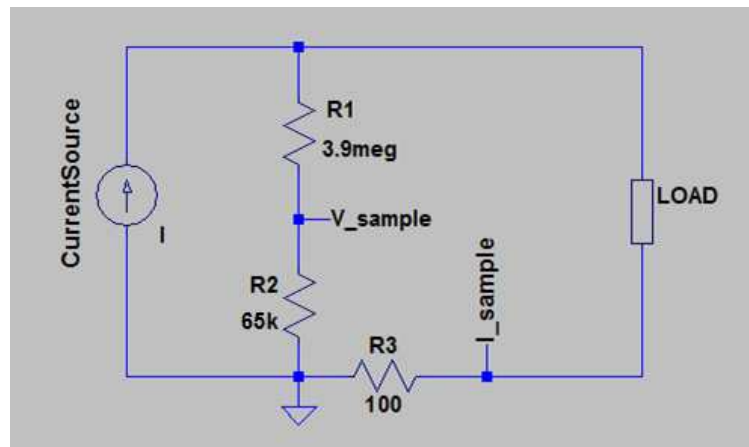 CurrentSource
I
R1
3.9meg
V_sample
R2
65k
R3
100
I_sample
LOAD